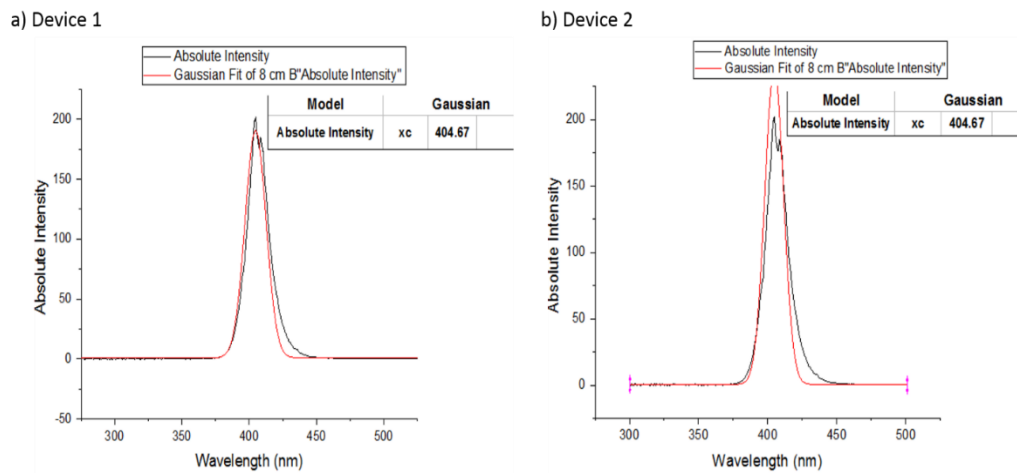 a) Device 1
Absolute Intensity
Gaussian Fit of 8 cm B"Absolute Intensity"
Model Gaussian
Absolute Intensity xc 404.67
200
150
100
50
0
-50
Absolute Intensity
300 350 400 450 500
Wavelength (nm)
b) Device 2
Absolute Intensity
Gaussian Fit of 8 cm B"Absolute Intensity"
Model Gaussian
Absolute Intensity xc 404.67
200
150
100
50
0
Absolute Intensity
300 350 400 450 500
Wavelength (nm)